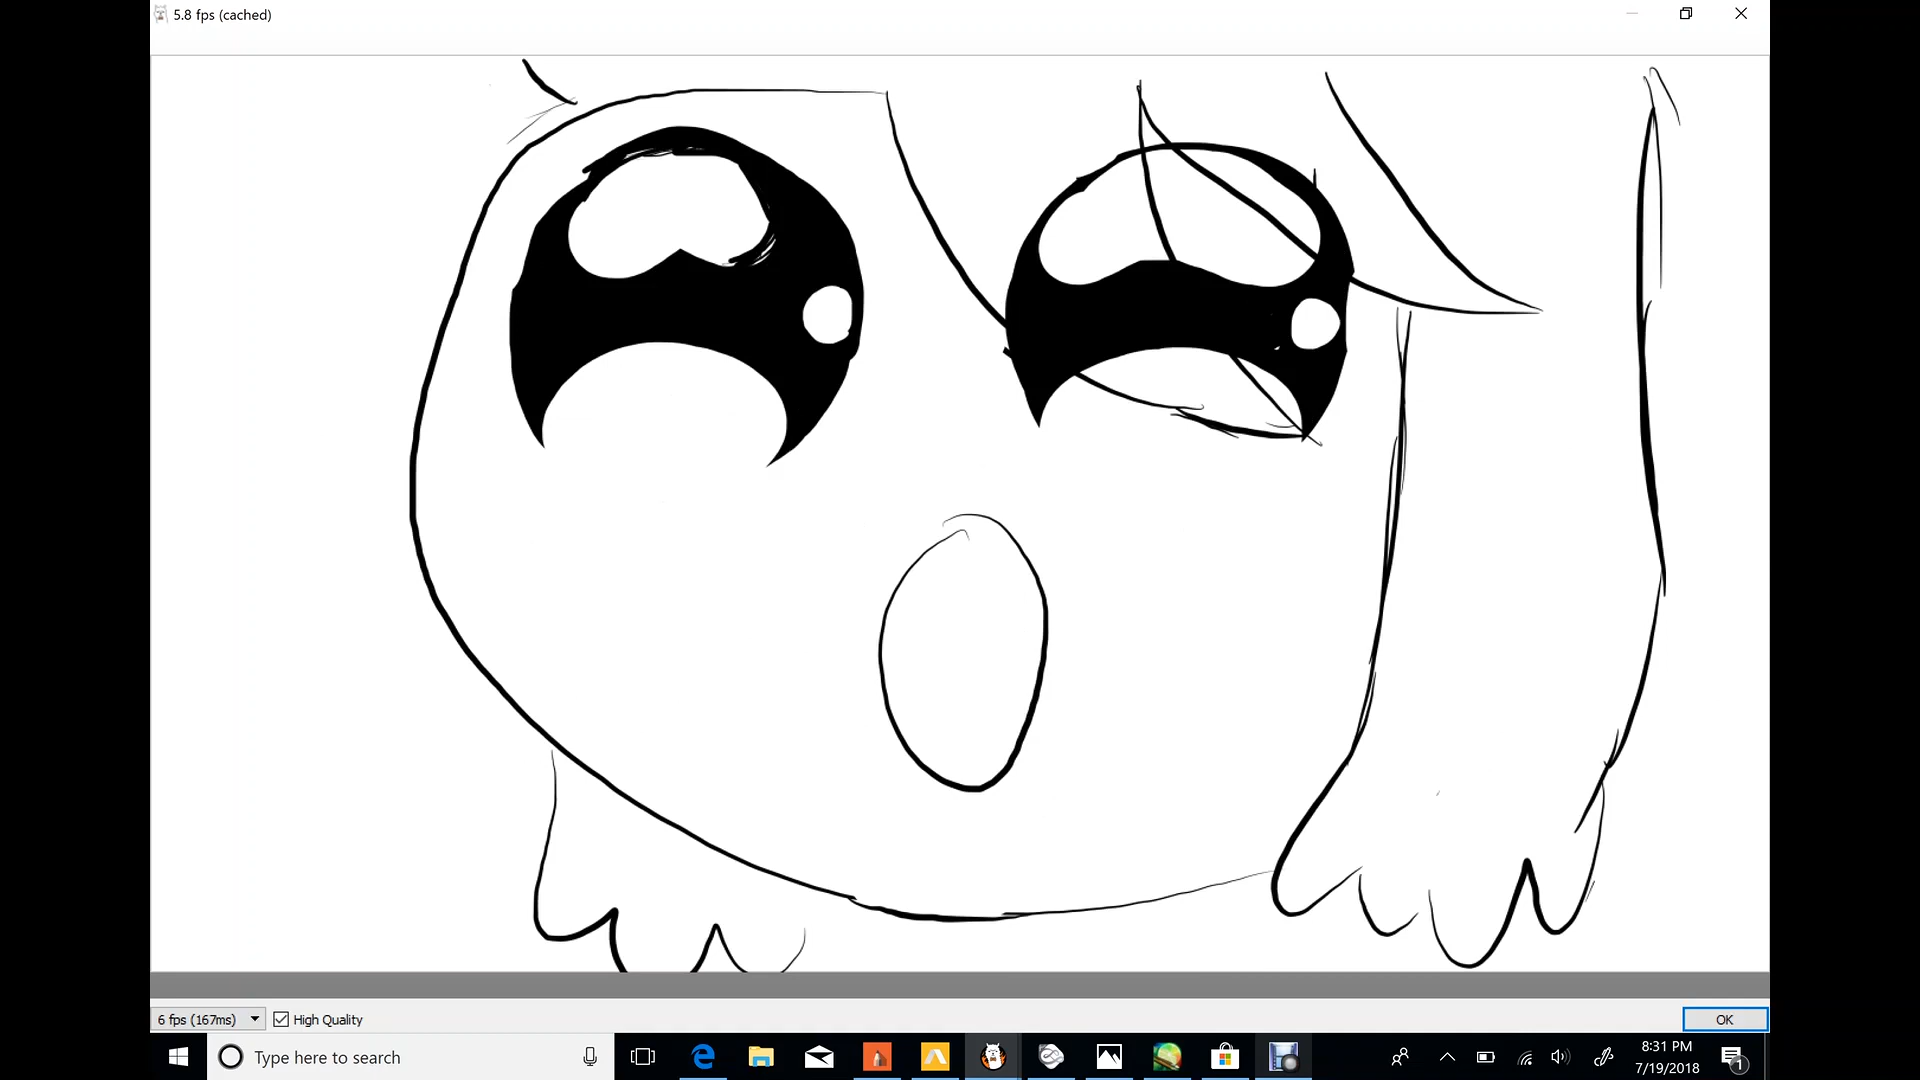 5.8 fps (cached)
6 fps (167ms)
High Quality
OK
Type here to search
8:31 PM
7/19/2018
1